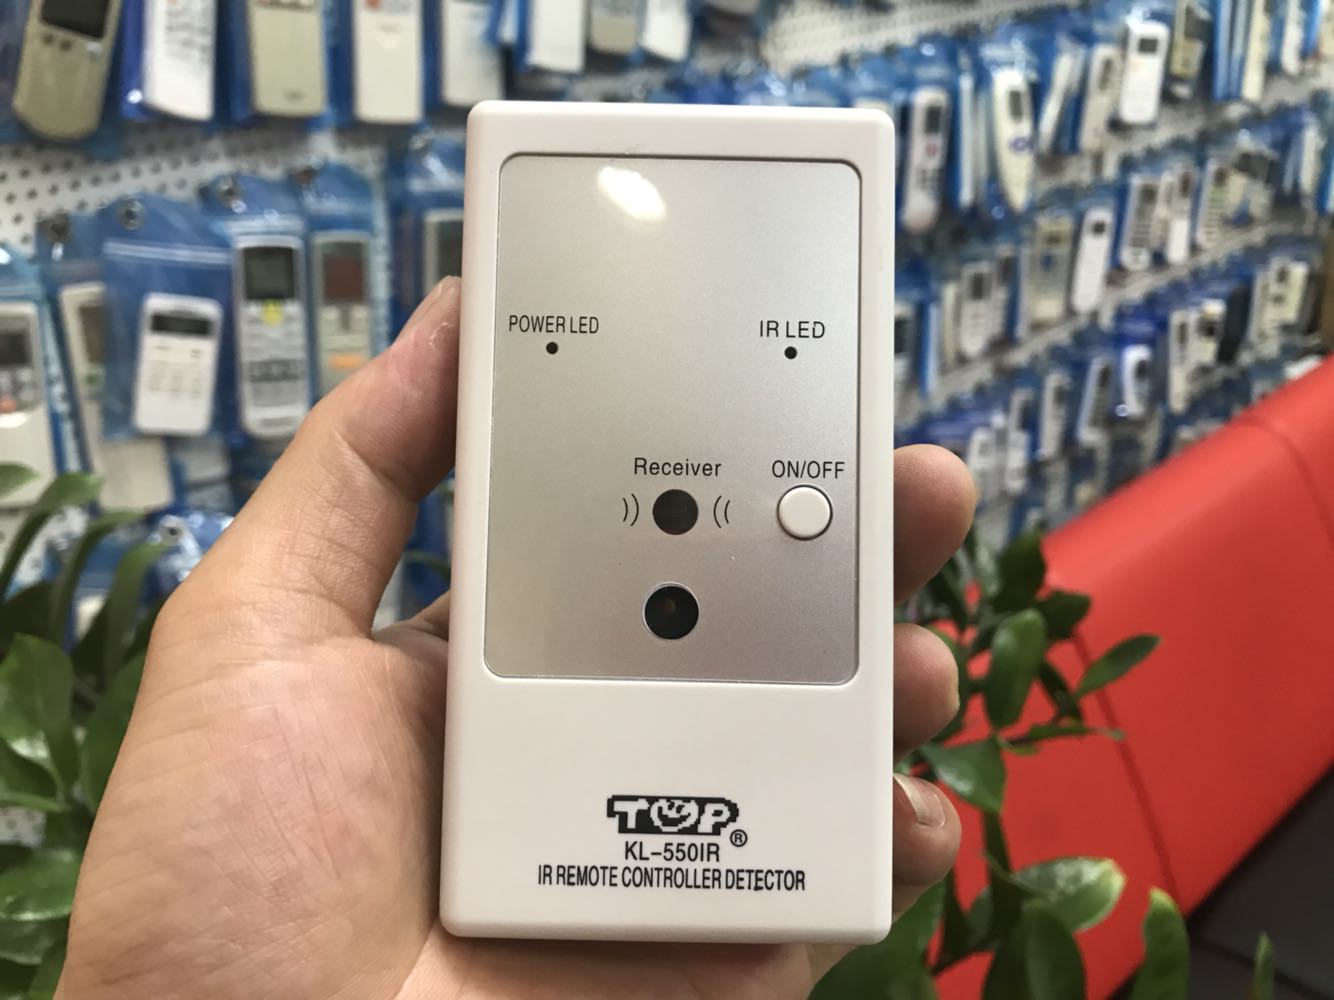 POWER LED
IR LED
Receiver
ON/OFF
TOP®
KL-550IR
IR REMOTE CONTROLLER DETECTOR